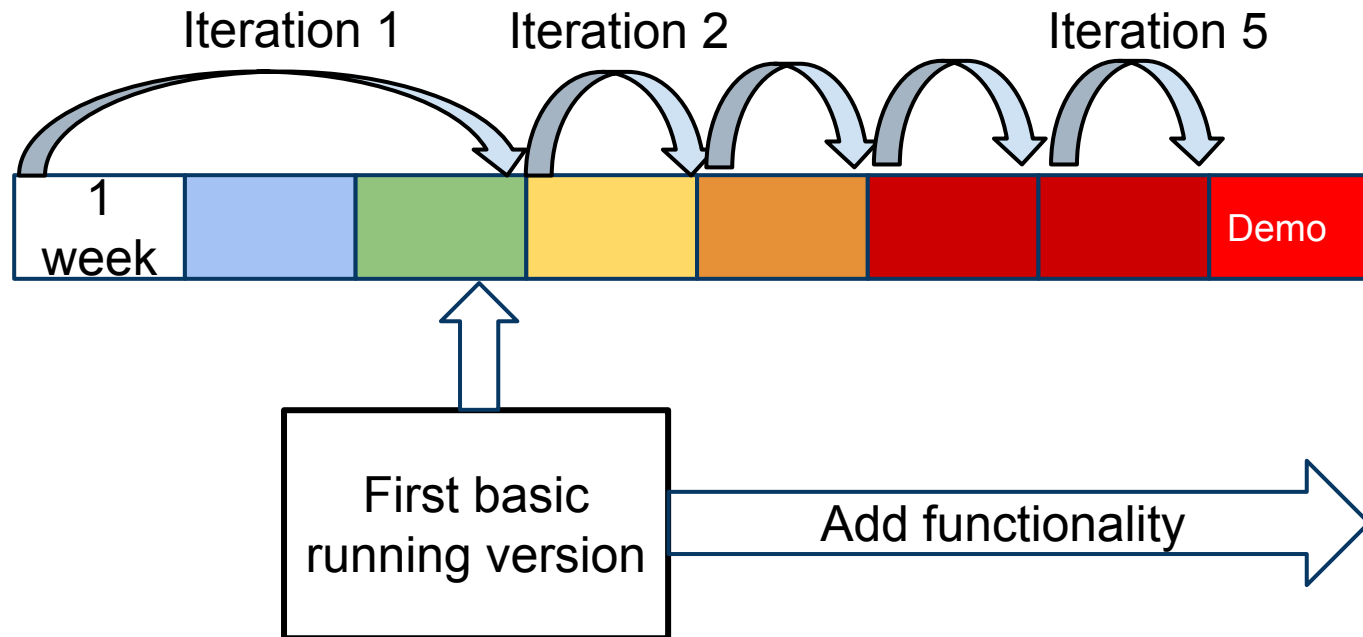 Iteration 1
Iteration 2
Iteration 5
1
week
Demo
First basic
running version
Add functionality